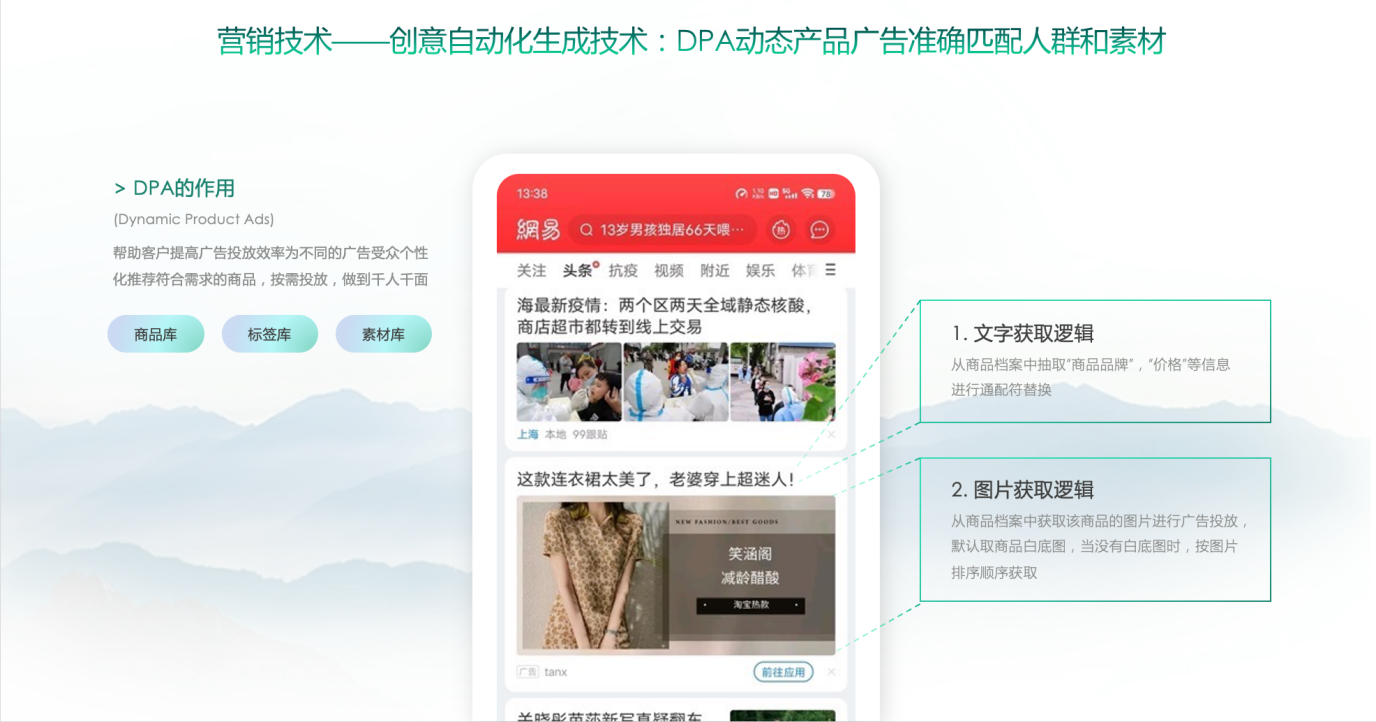 营销技术——创意自动化生成技术：DPA动态产品广告准确匹配人群和素材
> DPA的作用
(Dynamic Product Ads)
帮助客户提高广告投放效率为不同的广告受众个性
化推荐符合需求的商品，按需投放，做到千人千面
商品库 标签库 素材库
13:38
HD 5G 78
網易 13岁男孩独居66天喂… 热
关注 头条 抗疫 视频 附近 娱乐 体育
海最新疫情：两个区两天全域静态核酸，
商店超市都转到线上交易
上海 本地 99跟贴
这款连衣裙太美了，老婆穿上超迷人！
NEW FASHION/BEST GOODS
笑涵阁
减龄醋酸
淘宝热款
广告 tanx 前往应用
1. 文字获取逻辑
从商品档案中抽取“商品品牌”，“价格”等信息
进行通配符替换
2. 图片获取逻辑
从商品档案中获取该商品的图片进行广告投放，
默认取商品白底图，当没有白底图时，按图片
排序顺序获取